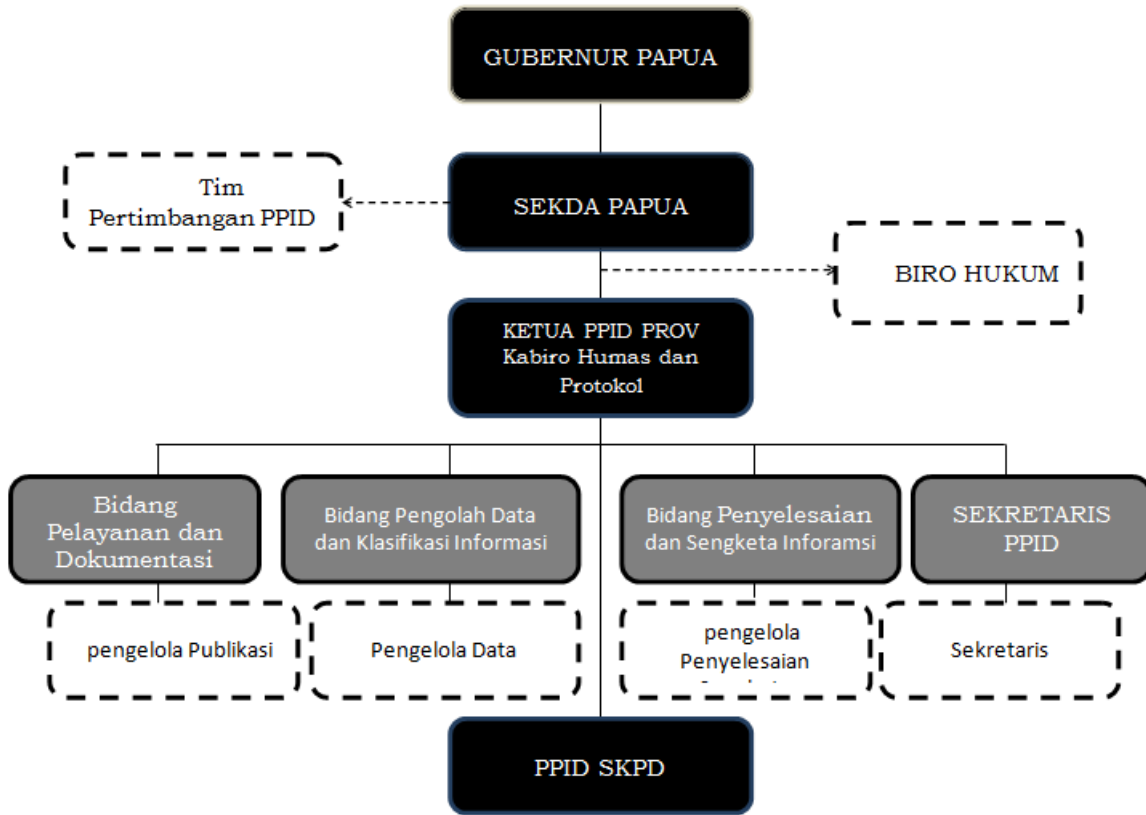 GUBERNUR PAPUA
Tim
Pertimbangan PPID
SEKDA PAPUA
BIRO HUKUM
KETUA PPID PROV
Kabiro Humas dan
Protokol
Bidang
Pelayanan dan
Dokumentasi
Bidang Pengolah Data
dan Klasifikasi Informasi
Bidang Penyelesaian
dan Sengketa Inforamsi
SEKRETARIS
PPID
pengelola Publikasi
Pengelola Data
pengelola
Penyelesaian
Sekretaris
PPID SKPD